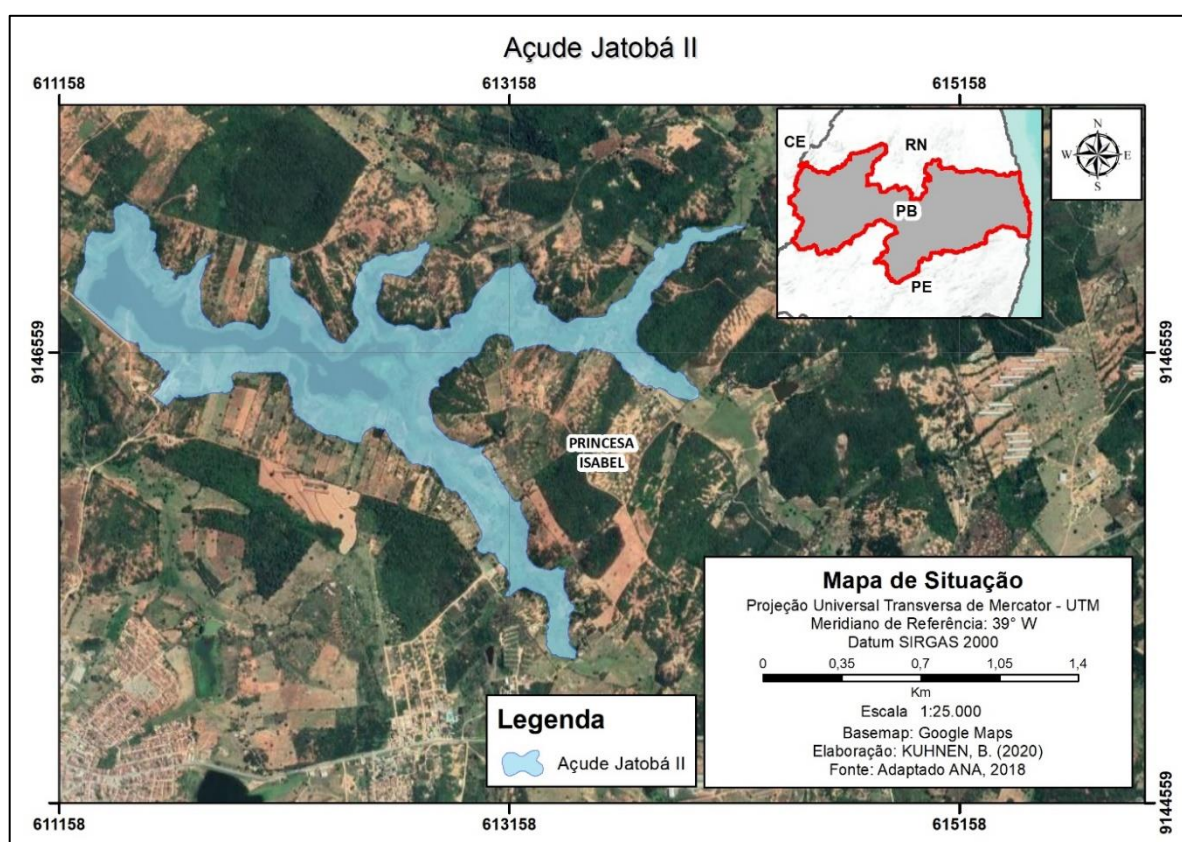 Açude Jatobá II
611158
613158
615158
CE
RN
PB
PE
N
W
E
S
9146559
9146559
PRINCESA
ISABEL
Mapa de Situação
Projeção Universal Transversa de Mercator - UTM
Meridiano de Referência: 39° W
Datum SIRGAS 2000
0 0,35 0,7 1,05 1,4
Km
Escala 1:25.000
Basemap: Google Maps
Elaboração: KUHNEN, B. (2020)
Fonte: Adaptado ANA, 2018
Legenda
Açude Jatobá II
9144559
611158
613158
615158